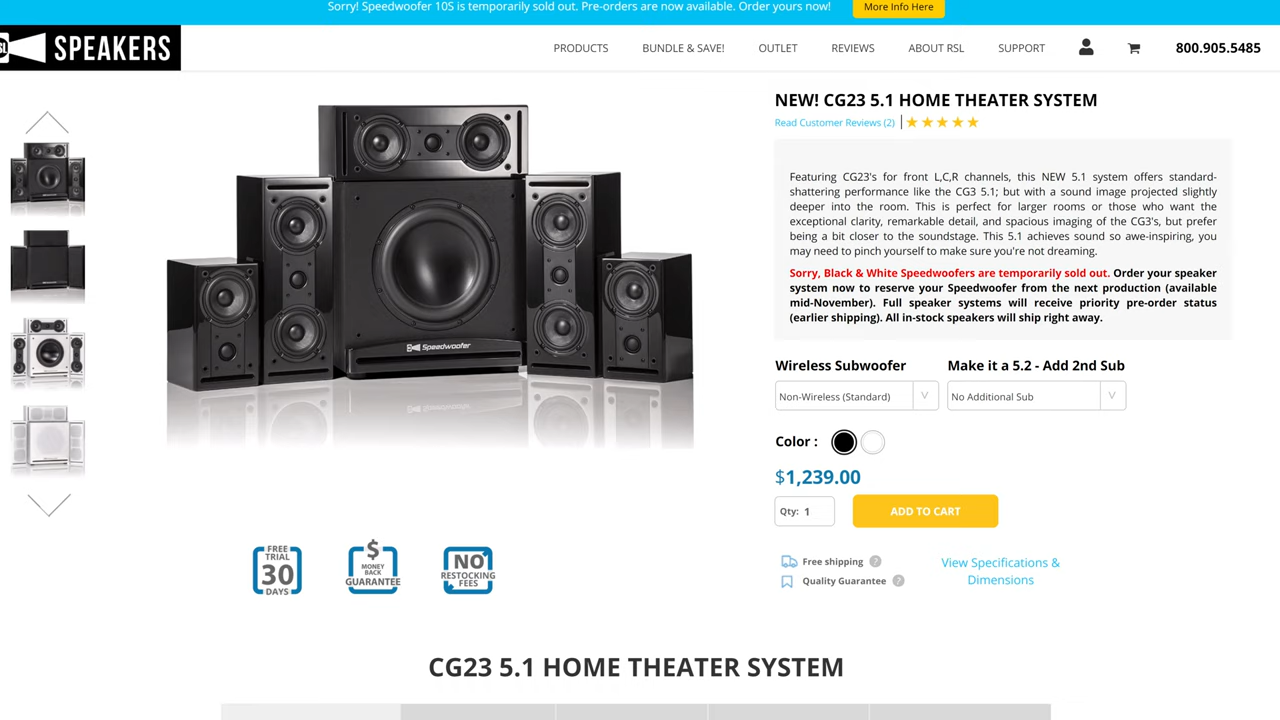 Sorry! Speedwoofer 10S is temporarily sold out. Pre-orders are now available. Order yours now!
More Info Here
SL
SPEAKERS
PRODUCTS
BUNDLE & SAVE!
OUTLET
REVIEWS
ABOUT RSL
SUPPORT
800.905.5485
NEW! CG23 5.1 HOME THEATER SYSTEM
Read Customer Reviews (2)
Featuring CG23's for front L,C,R channels, this NEW 5.1 system offers standard-
shattering performance like the CG3 5.1; but with a sound image projected slightly
deeper into the room. This is perfect for larger rooms or those who want the
exceptional clarity, remarkable detail, and spacious imaging of the CG3's, but prefer
being a bit closer to the soundstage. This 5.1 achieves sound so awe-inspiring, you
may need to pinch yourself to make sure you're not dreaming.
Sorry, Black & White Speedwoofers are temporarily sold out. Order your speaker
system now to reserve your Speedwoofer from the next production (available
mid-November). Full speaker systems will receive priority pre-order status
(earlier shipping). All in-stock speakers will ship right away.
Speedwoofer
Wireless Subwoofer
Make it a 5.2 - Add 2nd Sub
Non-Wireless (Standard)
No Additional Sub
Color :
$1,239.00
Qty: 1
ADD TO CART
Free shipping ?
Quality Guarantee ?
View Specifications &
Dimensions
FREE
TRIAL
30
DAYS
$
MONEY
BACK
GUARANTEE
NO
RESTOCKING
FEES
CG23 5.1 HOME THEATER SYSTEM